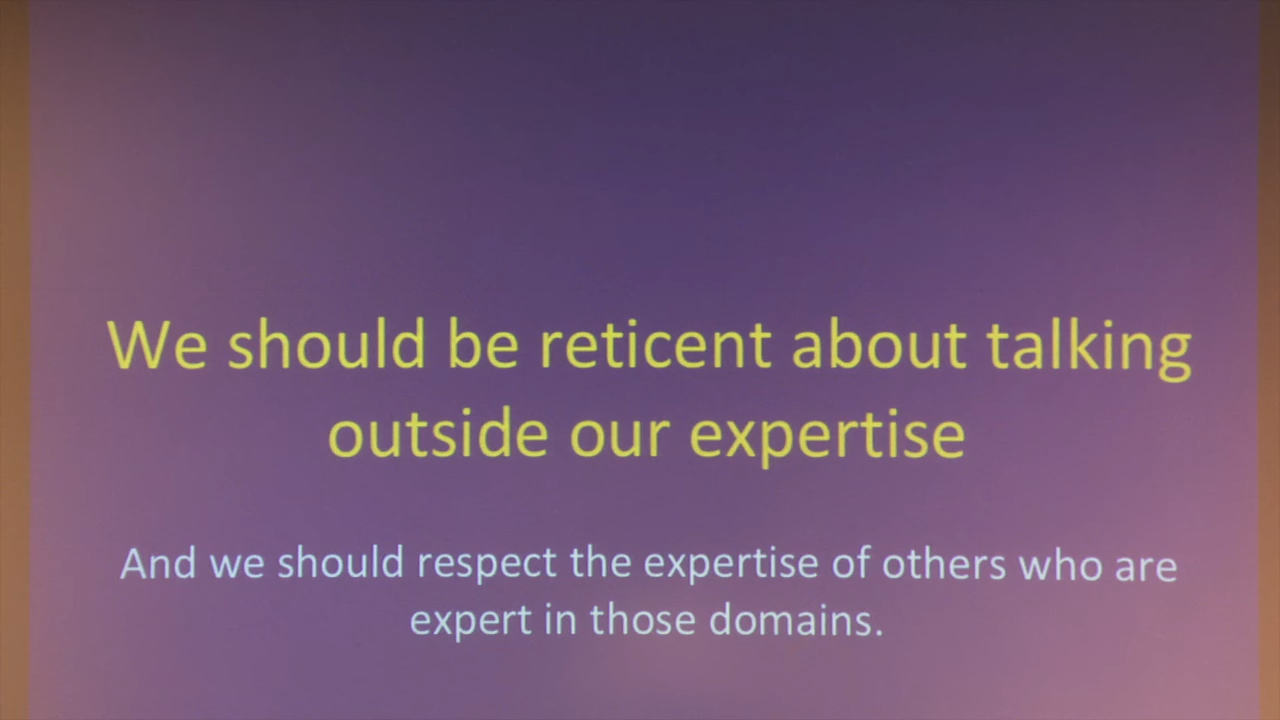 We should be reticent about talking
outside our expertise
And we should respect the expertise of others who are
expert in those domains.